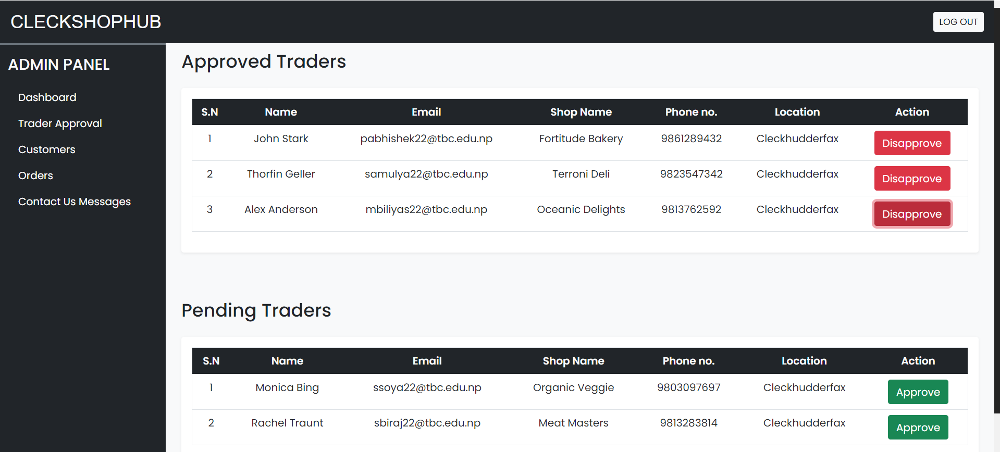 CLECKSHOPHUB
LOG OUT
ADMIN PANEL
Dashboard
Trader Approval
Customers
Orders
Contact Us Messages
Approved Traders
S.N Name Email Shop Name Phone no. Location Action
1 John Stark pabhishek22@tbc.edu.np Fortitude Bakery 9861289432 Cleckhudderfax Disapprove
2 Thorfin Geller samulya22@tbc.edu.np Terroni Deli 9823547342 Cleckhudderfax Disapprove
3 Alex Anderson mbiliyas22@tbc.edu.np Oceanic Delights 9813762592 Cleckhudderfax Disapprove
Pending Traders
S.N Name Email Shop Name Phone no. Location Action
1 Monica Bing ssoya22@tbc.edu.np Organic Veggie 9803097697 Cleckhudderfax Approve
2 Rachel Traunt sbiraj22@tbc.edu.np Meat Masters 9813283814 Cleckhudderfax Approve